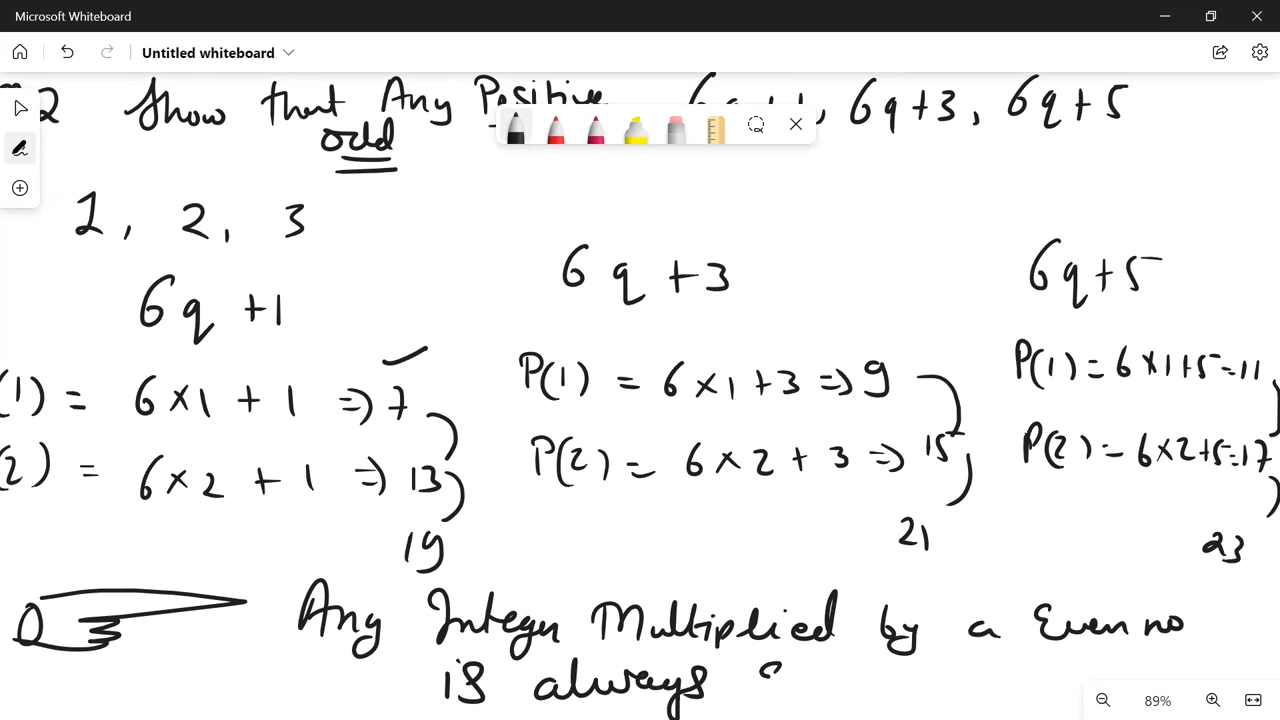 Microsoft Whiteboard
Untitled whiteboard
2 Show that Any Positive 6q+1, 6q+3, 6q+5
odd
1, 2, 3
6q+1
6q+3
6q+5
(1) = 6×1+1 => 7
P(1) = 6×1+3 => 9
P(1) = 6×1+5=11
(2) = 6×2+1 => 13
P(2) = 6×2+3 => 15
P(2) = 6×2+5=17
19
21
23
Any Integer Multiplied by a Even no
is always
89%